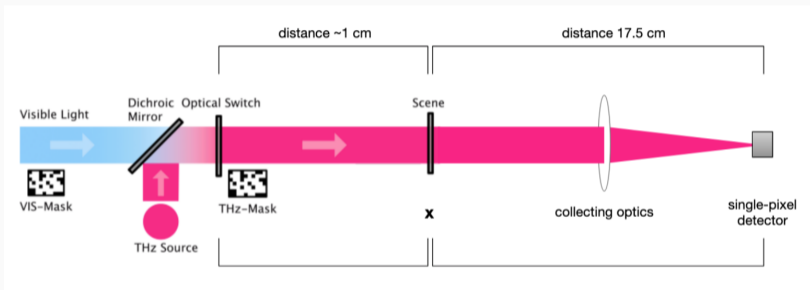 distance ~1 cm
distance 17.5 cm
Visible Light
Dichroic
Mirror
Optical Switch
Scene
VIS-Mask
THz-Mask
THz Source
x
collecting optics
single-pixel
detector